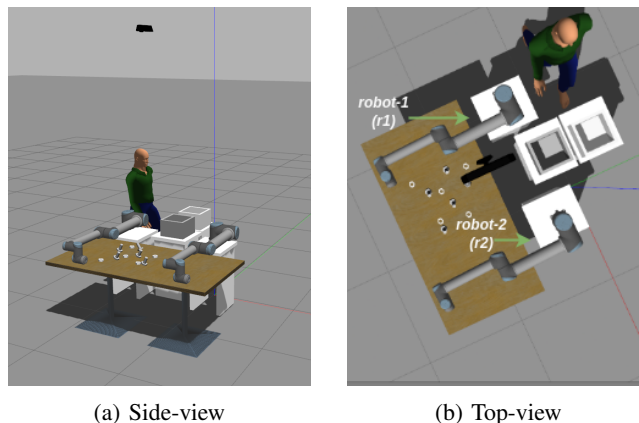 robot-1
(r1)
robot-2
(r2)
(a) Side-view
(b) Top-view